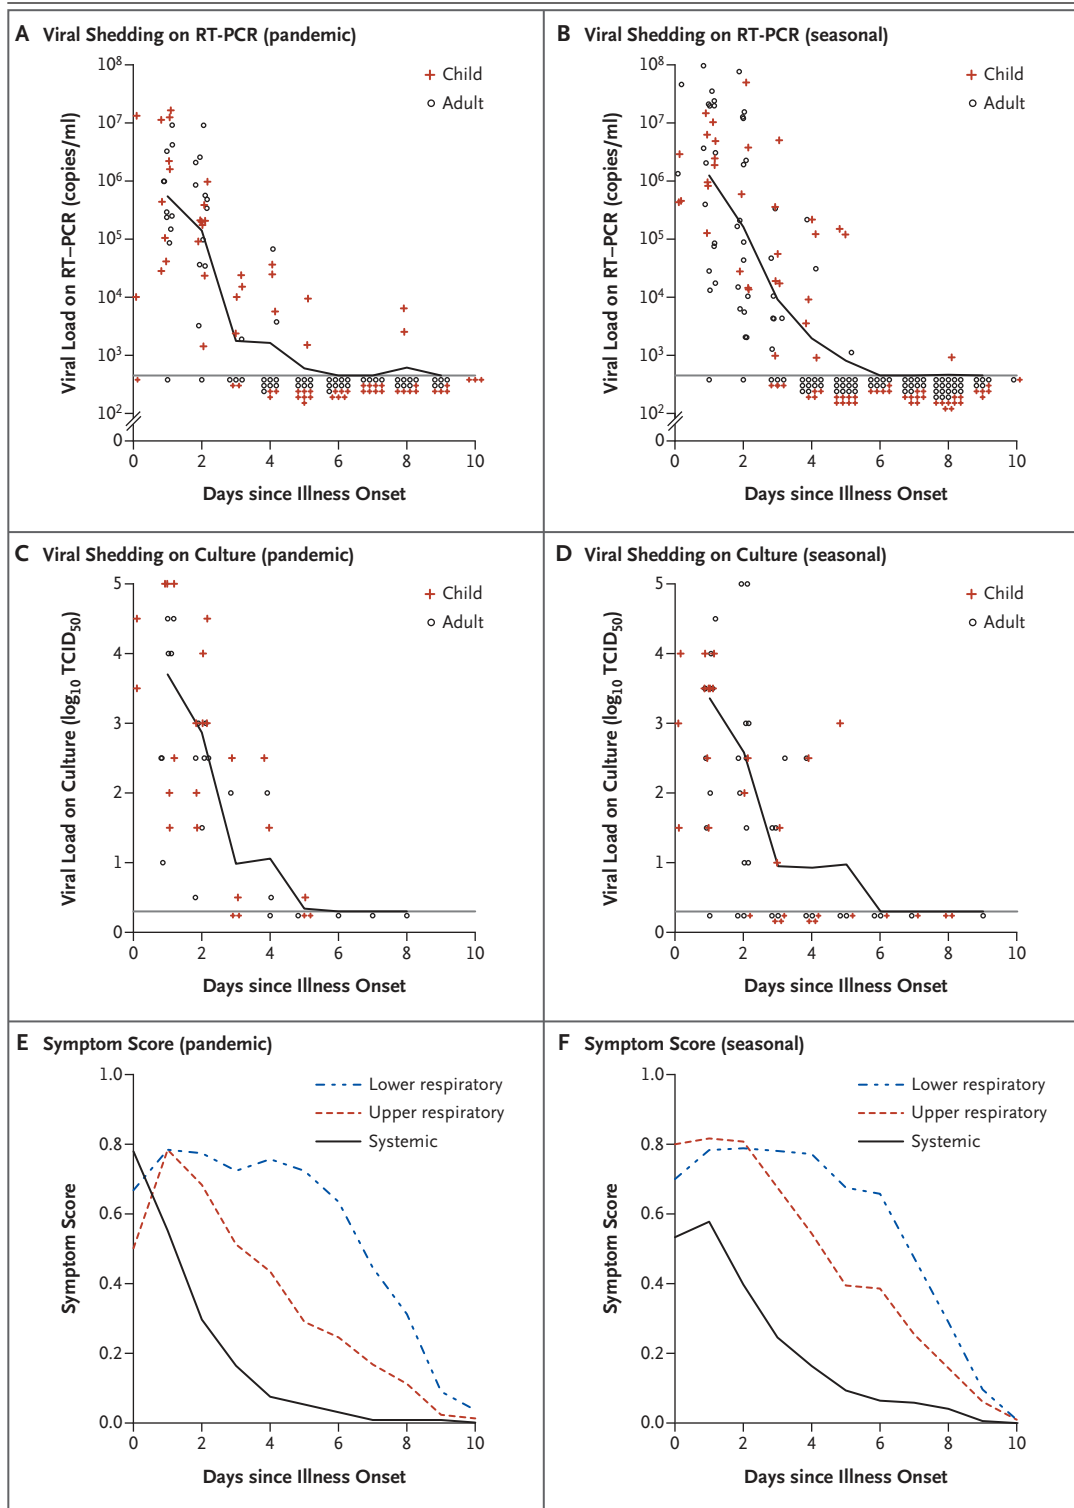 A Viral Shedding on RT-PCR (pandemic)
Viral Load on RT–PCR (copies/ml)
10⁸
10⁷
10⁶
10⁵
10⁴
10³
10²
0
Child
Adult
0 2 4 6 8 10
Days since Illness Onset
B Viral Shedding on RT-PCR (seasonal)
Viral Load on RT–PCR (copies/ml)
10⁸
10⁷
10⁶
10⁵
10⁴
10³
10²
0
Child
Adult
0 2 4 6 8 10
Days since Illness Onset
C Viral Shedding on Culture (pandemic)
Viral Load on Culture (log₁₀ TCID₅₀)
5
4
3
2
1
0
Child
Adult
0 2 4 6 8 10
Days since Illness Onset
D Viral Shedding on Culture (seasonal)
Viral Load on Culture (log₁₀ TCID₅₀)
5
4
3
2
1
0
Child
Adult
0 2 4 6 8 10
Days since Illness Onset
E Symptom Score (pandemic)
Symptom Score
1.0
0.8
0.6
0.4
0.2
0.0
Lower respiratory
Upper respiratory
Systemic
0 2 4 6 8 10
Days since Illness Onset
F Symptom Score (seasonal)
Symptom Score
1.0
0.8
0.6
0.4
0.2
0.0
Lower respiratory
Upper respiratory
Systemic
0 2 4 6 8 10
Days since Illness Onset